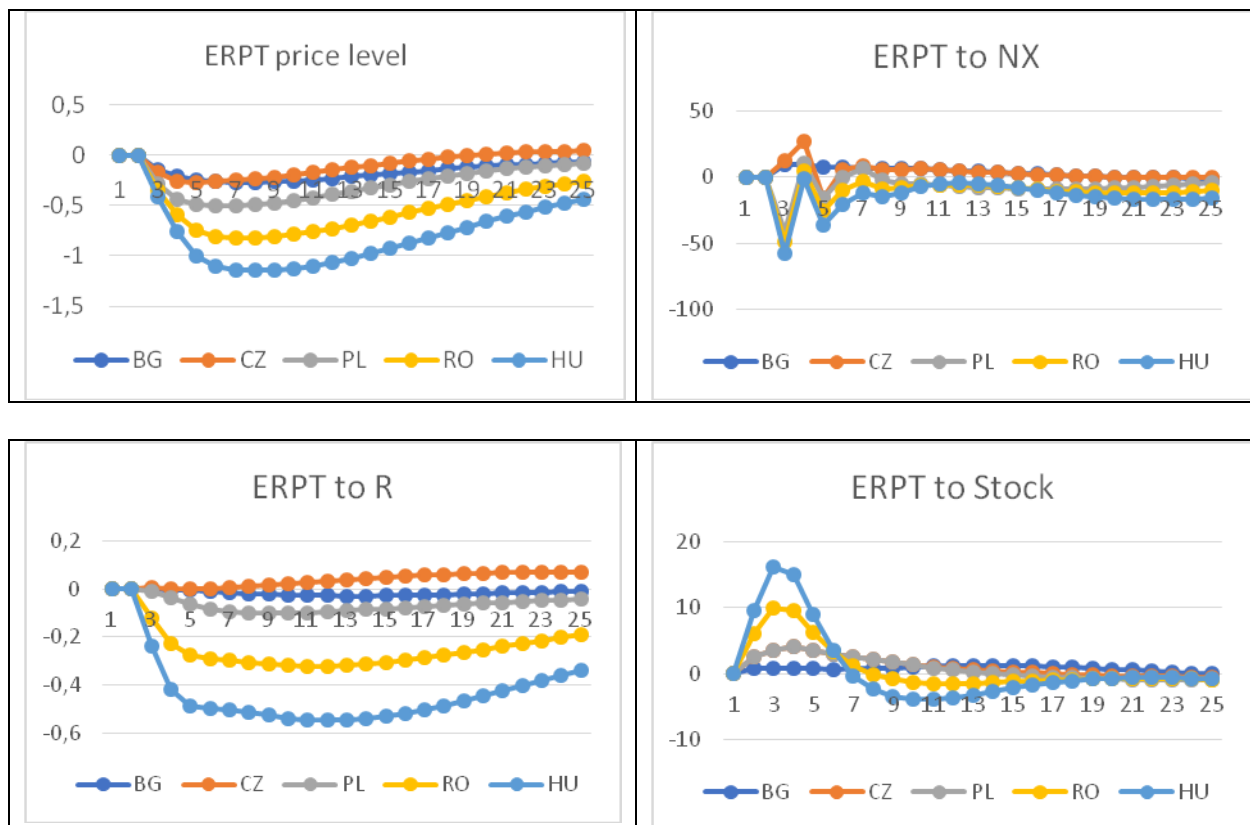 ERPT price level
0,5
0
1 3 5 7 9 11 13 15 17 19 21 23 25
-0,5
-1
-1,5
BG CZ PL RO HU
ERPT to NX
50
0
1 3 5 7 9 11 13 15 17 19 21 23 25
-50
-100
BG CZ PL RO HU
ERPT to R
0,2
0
1 3 5 7 9 11 13 15 17 19 21 23 25
-0,2
-0,4
-0,6
BG CZ PL RO HU
ERPT to Stock
20
10
0
1 3 5 7 9 11 13 15 17 19 21 23 25
-10
BG CZ PL RO HU